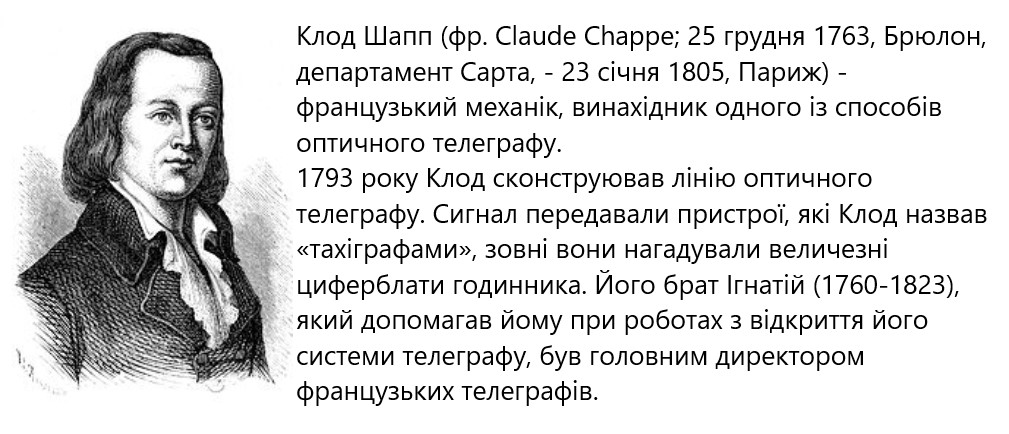 Клод Шапп (фр. Claude Chappe; 25 грудня 1763, Брюлон,
департамент Сарта, - 23 січня 1805, Париж) -
французький механік, винахідник одного із способів
оптичного телеграфу.
1793 року Клод сконструював лінію оптичного
телеграфу. Сигнал передавали пристрої, які Клод назвав
«тахіграфами», зовні вони нагадували величезні
циферблати годинника. Його брат Ігнатій (1760-1823),
який допомагав йому при роботах з відкриття його
системи телеграфу, був головним директором
французьких телеграфів.